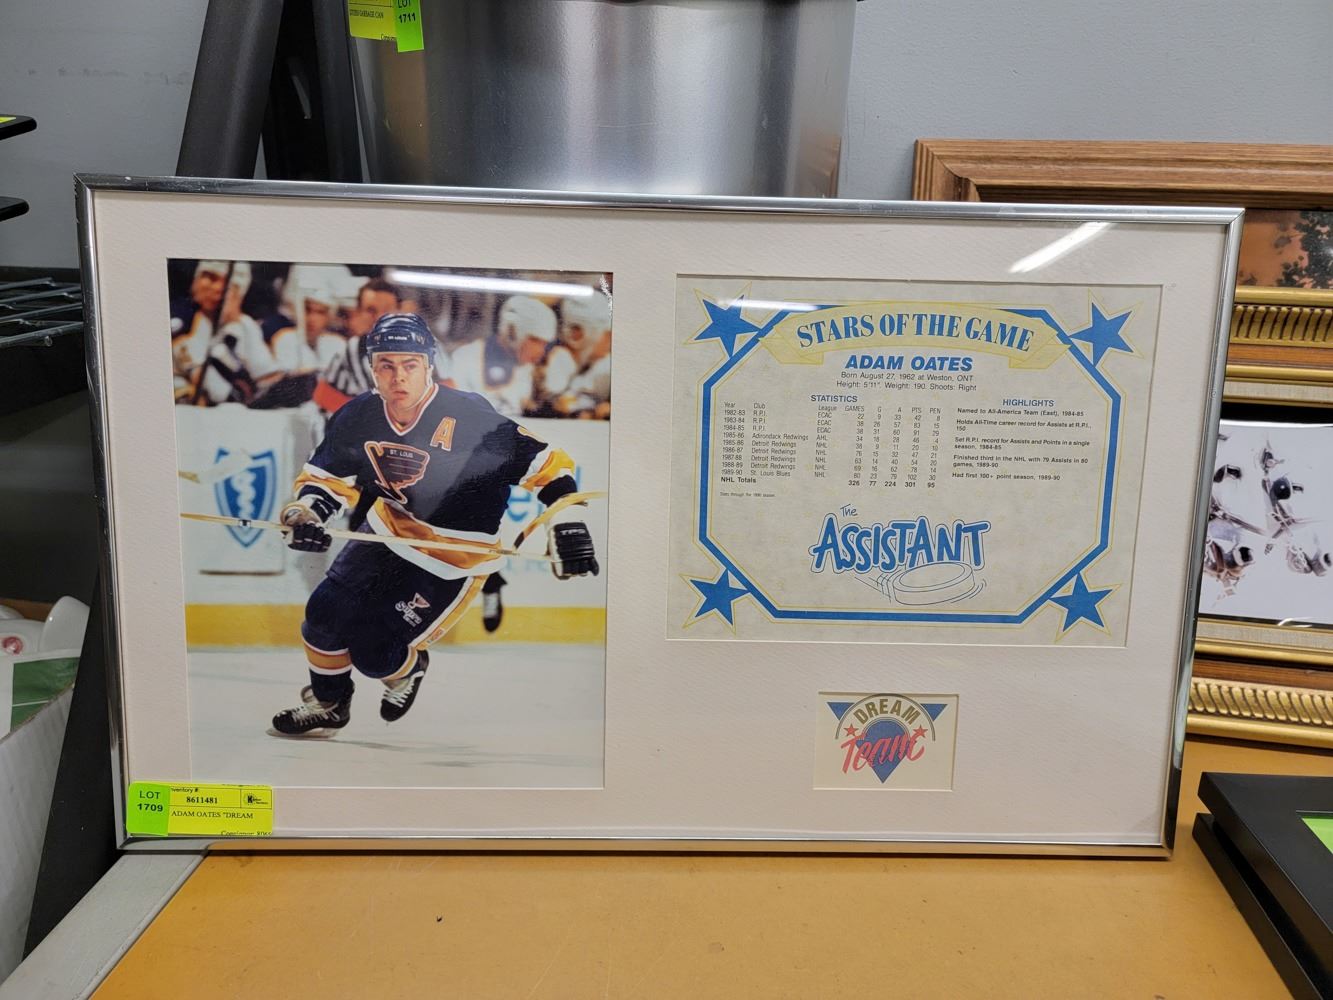 LOT
1711
GARBAGE CAN
STARS OF THE GAME
ADAM OATES
Born August 27, 1962 at Weston, ONT
Height: 5'11". Weight: 190. Shoots: Right
STATISTICS
Year Club League GAMES G A PTS PEN
1982-83 R.P.I. ECAC 22 9 33 42 8
1983-84 R.P.I. ECAC 38 26 57 83 15
1984-85 R.P.I. ECAC 38 31 60 91 29
1985-86 Adirondack Redwings AHL 34 18 28 46 4
1985-86 Detroit Redwings NHL 38 9 11 20 10
1986-87 Detroit Redwings NHL 76 15 32 47 21
1987-88 Detroit Redwings NHL 63 14 40 54 20
1988-89 Detroit Redwings NHL 69 16 62 78 14
1989-90 St. Louis Blues NHL 80 23 79 102 30
NHL Totals 326 77 224 301 95
Stats through the 1990 season
HIGHLIGHTS
Named to All-America Team (East), 1984-85
Holds All-Time career record for Assists at R.P.I.,
150
Set R.P.I. record for Assists and Points in a single
season, 1984-85
Finished third in the NHL with 79 Assists in 80
games, 1989-90
Had first 100+ point season, 1989-90
The
ASSISTANT
A
ST. LOUIS
TPS
DREAM
Team
LOT
1709
Inventory #:
8611481
ADAM OATES "DREAM